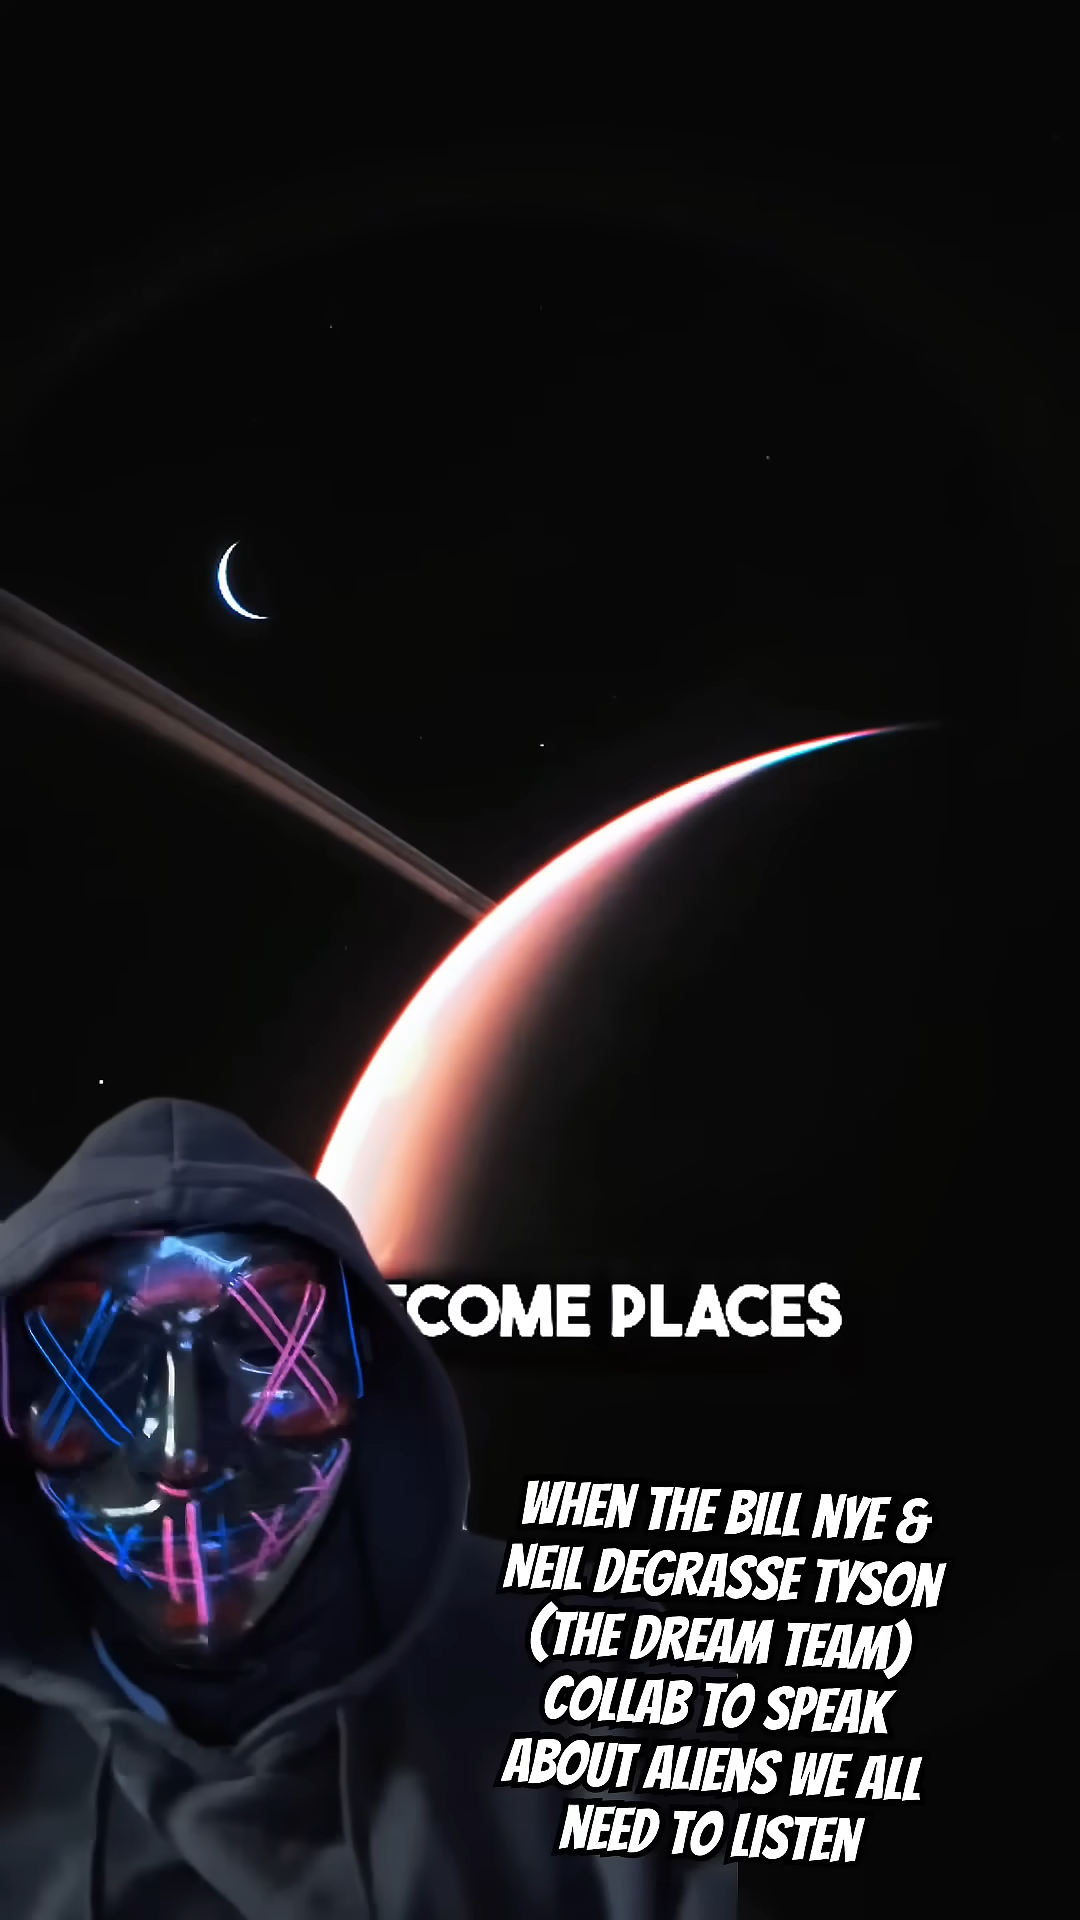 PLACES
WHEN THE BILL NYE &
NEIL DEGRASSE TYSON
(THE DREAM TEAM)
COLLAB TO SPEAK
ABOUT ALIENS WE ALL
NEED TO LISTEN